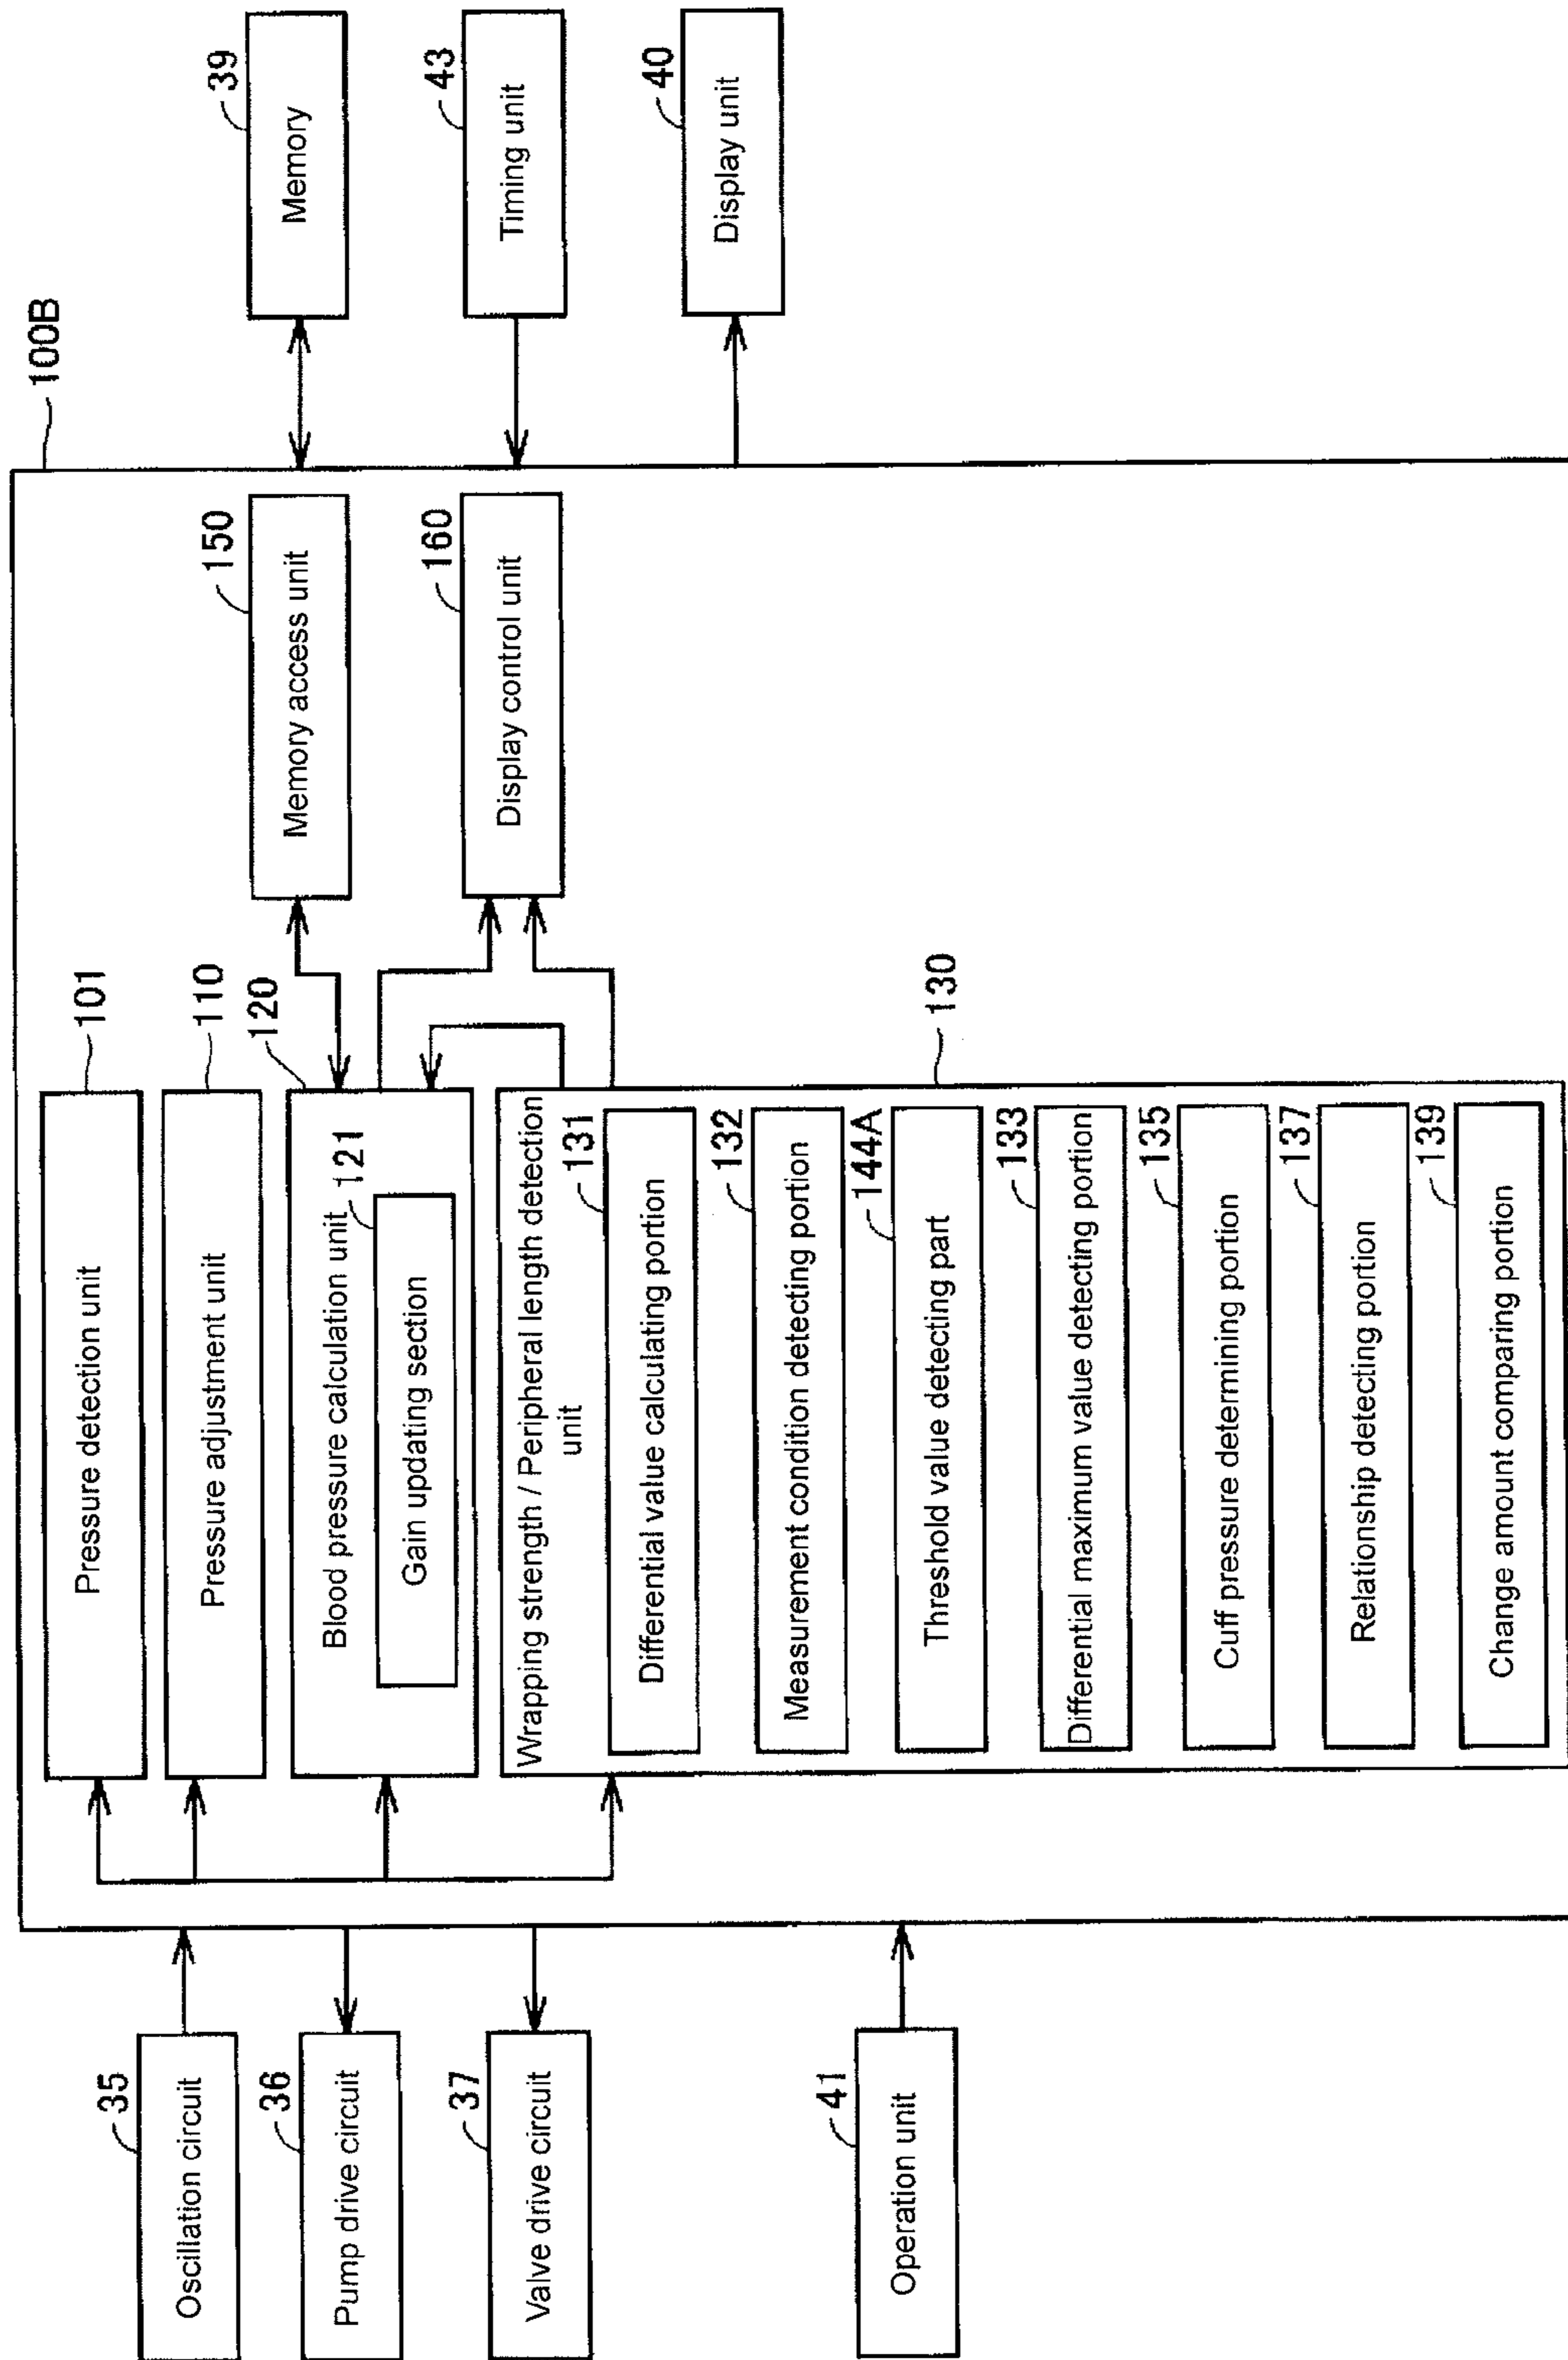 100B
35
Oscillation circuit
36
Pump drive circuit
37
Valve drive circuit
41
Operation unit
101
Pressure detection unit
110
Pressure adjustment unit
120
Blood pressure calculation unit
121
Gain updating section
130
Wrapping strength / Peripheral length detection
unit
131
Differential value calculating portion
132
Measurement condition detecting portion
144A
Threshold value detecting part
133
Differential maximum value detecting portion
135
Cuff pressure determining portion
137
Relationship detecting portion
139
Change amount comparing portion
150
Memory access unit
160
Display control unit
39
Memory
43
Timing unit
40
Display unit